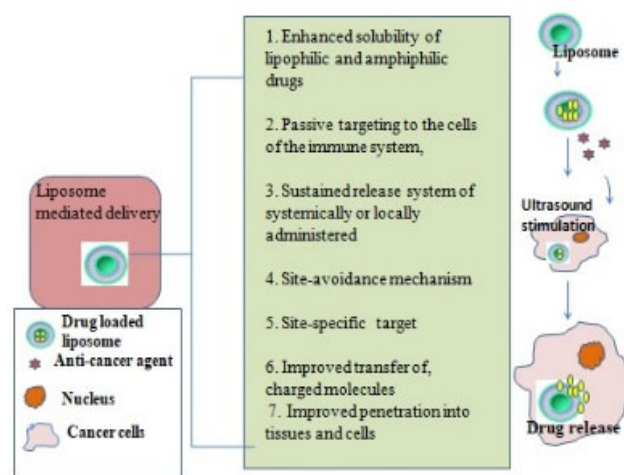 Liposome
mediated delivery
Drug loaded
liposome
Anti-cancer agent
Nucleus
Cancer cells
1. Enhanced solubility of
lipophilic and amphiphilic
drugs
2. Passive targeting to the cells
of the immune system,
3. Sustained release system of
systemically or locally
administered
4. Site-avoidance mechanism
5. Site-specific target
6. Improved transfer of,
charged molecules
7. Improved penetration into
tissues and cells
Liposome
Ultrasound
stimulation
Drug release